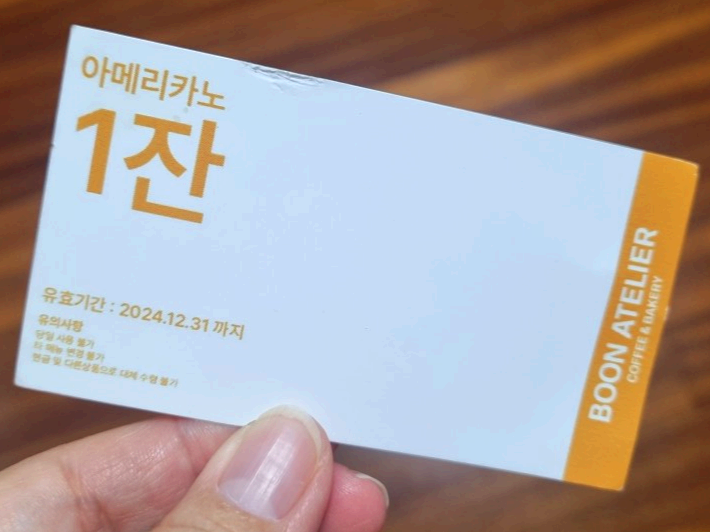 아메리카노
1잔
유효기간 : 2024.12.31 까지
유의사항
당일 사용 불가
타 메뉴 변경 불가
현금 및 다른상품으로 대체 수령 불가
BOON ATELIER
COFFEE & BAKERY